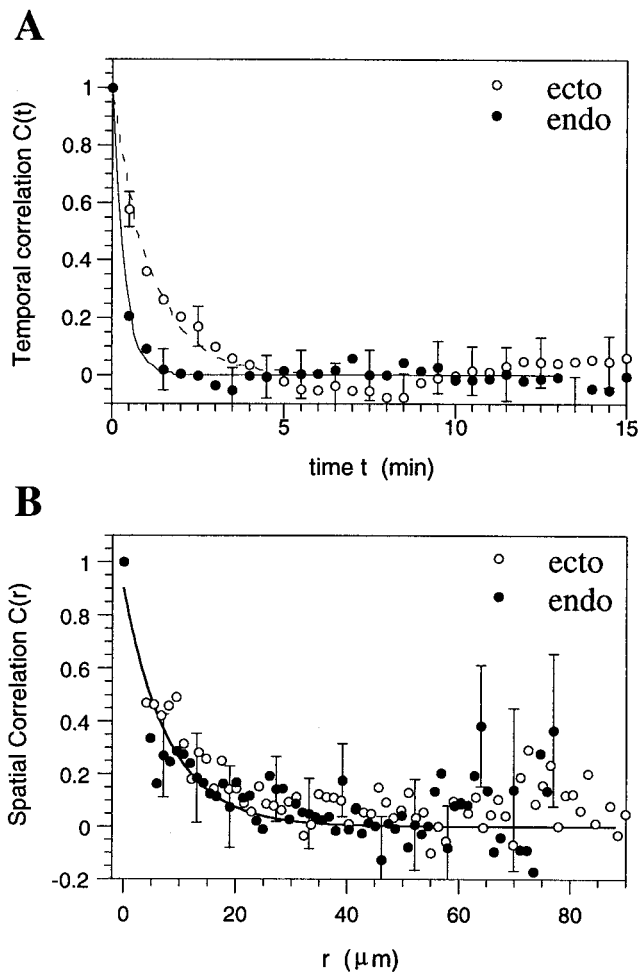 A
Temporal correlation C(t)
1
0.8
0.6
0.4
0.2
0
ecto
endo
0
5
10
15
time t (min)
B
Spatial Correlation C(r)
1
0.8
0.6
0.4
0.2
0
-0.2
ecto
endo
0
20
40
60
80
r (μm)